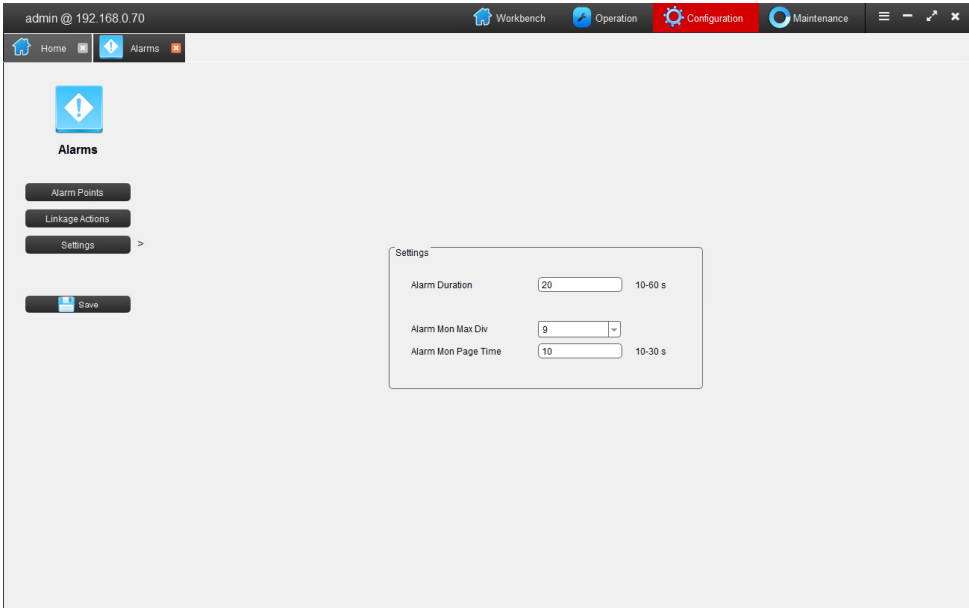 admin @ 192.168.0.70
Workbench
Operation
Configuration
Maintenance
Home
Alarms
Alarms
Alarm Points
Linkage Actions
Settings >
Save
Settings
Alarm Duration 20 10-60 s
Alarm Mon Max Div 9
Alarm Mon Page Time 10 10-30 s